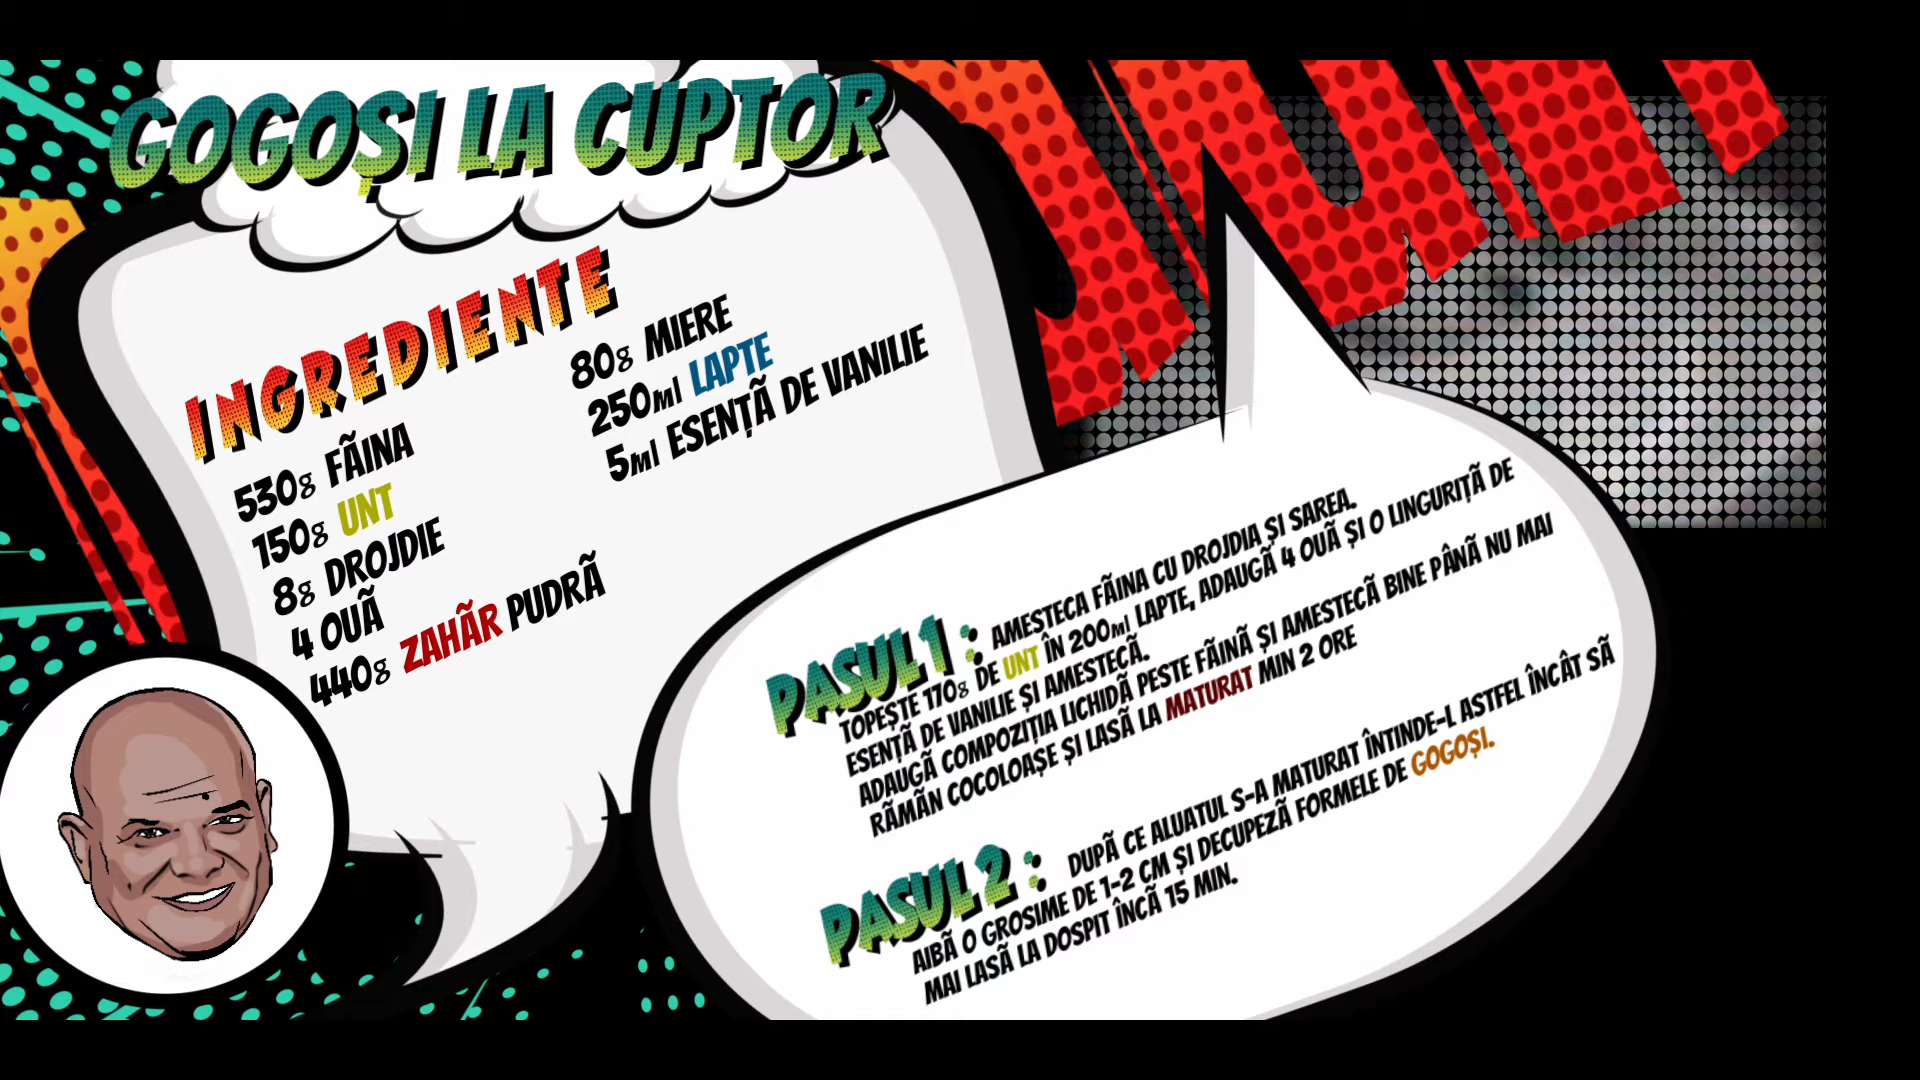 GOGOȘI LA CUPTOR
INGREDIENTE
530g FÃINA
150g UNT
8g DROJDIE
4 OUÃ
440g ZAHÃR PUDRÃ
80g MIERE
250ml LAPTE
5ml ESENȚÃ DE VANILIE
PASUL 1 : AMESTECA FÃINA CU DROJDIA ȘI SAREA.
TOPEȘTE 170g DE UNT ÎN 200ml LAPTE, ADAUGÃ 4 OUÃ ȘI O LINGURIȚÃ DE
ESENȚÃ DE VANILIE ȘI AMESTECÃ.
ADAUGÃ COMPOZIȚIA LICHIDÃ PESTE FÃINÃ ȘI AMESTECÃ BINE PÂNÃ NU MAI
RÃMÃN COCOLOAȘE ȘI LASÃ LA MATURAT MIN 2 ORE
PASUL 2 : DUPÃ CE ALUATUL S-A MATURAT ÎNTINDE-L ASTFEL ÎNCÂT SÃ
AIBÃ O GROSIME DE 1-2 CM ȘI DECUPEZÃ FORMELE DE GOGOȘI.
MAI LASÃ LA DOSPIT ÎNCÃ 15 MIN.